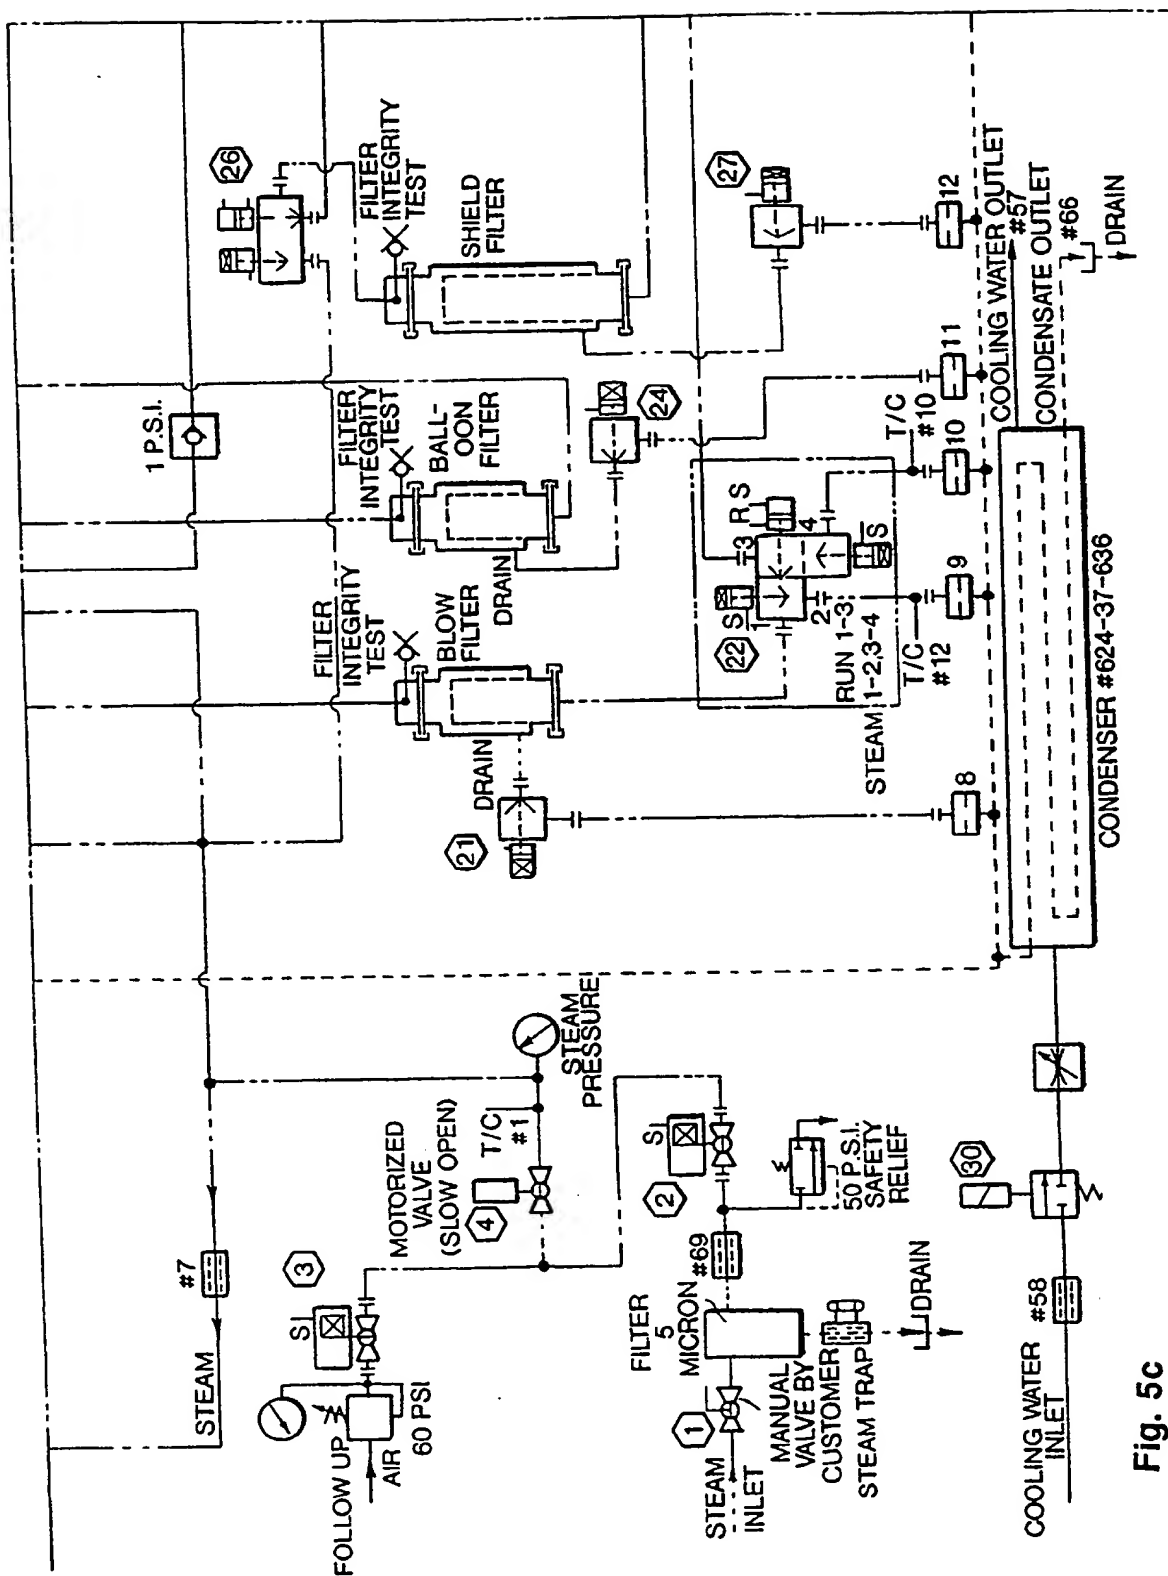 26
FILTER
INTEGRITY
TEST
SHIELD
FILTER
27
12
COOLING WATER OUTLET
#57
CONDENSATE OUTLET
#66
DRAIN
1 P.S.I.
FILTER
INTEGRITY
TEST
BALL-
OON
FILTER
DRAIN
24
11
T/C
#10
10
FILTER
INTEGRITY
TEST
BLOW
FILTER
DRAIN
21
R S
3
4
S
S
1
2
22
RUN 1-3
STEAM 1-2,3-4
T/C
#12
9
8
CONDENSER #624-37-636
STEAM
PRESSURE
T/C
#1
MOTORIZED
VALVE
(SLOW OPEN)
4
#7
STEAM
3
S
FOLLOW UP
AIR
60 PSI
S
2
50 P.S.I.
SAFETY
RELIEF
#69
FILTER
5
MICRON
1
STEAM
INLET
MANUAL
VALVE BY
CUSTOMER
STEAM TRAP
DRAIN
30
#58
COOLING WATER
INLET
Fig. 5c